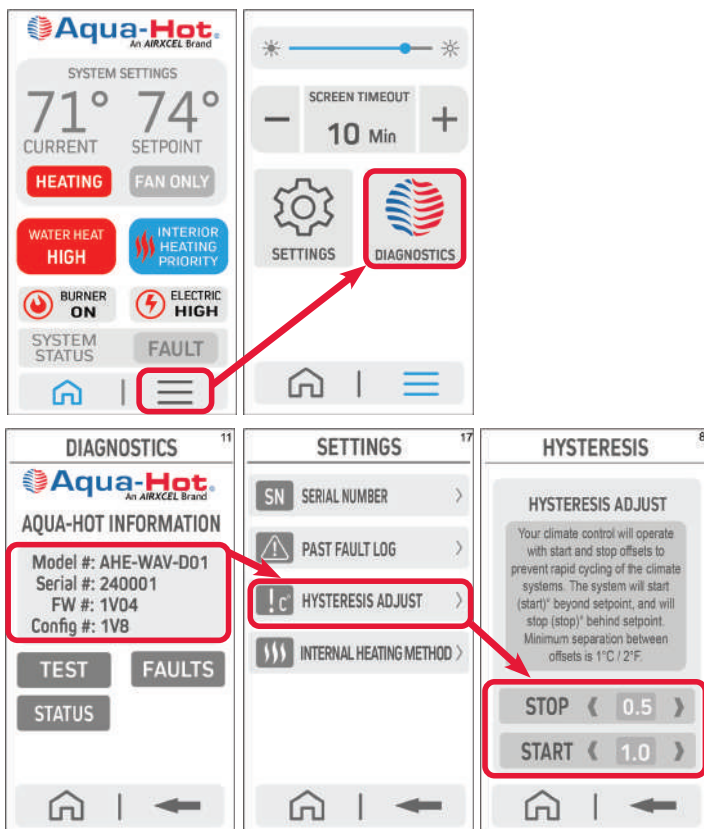 Aqua-Hot®
An AIRXCEL Brand
SYSTEM SETTINGS
71° 74°
CURRENT SETPOINT
HEATING FAN ONLY
WATER HEAT
HIGH
INTERIOR
HEATING
PRIORITY
BURNER
ON
ELECTRIC
HIGH
SYSTEM
STATUS
FAULT
SCREEN TIMEOUT
10 Min
SETTINGS
DIAGNOSTICS
DIAGNOSTICS 11
Aqua-Hot®
An AIRXCEL Brand
AQUA-HOT INFORMATION
Model #: AHE-WAV-D01
Serial #: 240001
FW #: 1V04
Config #: 1V8
TEST FAULTS
STATUS
SETTINGS 17
SN SERIAL NUMBER
PAST FAULT LOG
!C° HYSTERESIS ADJUST
INTERNAL HEATING METHOD
HYSTERESIS 8
HYSTERESIS ADJUST
Your climate control will operate
with start and stop offsets to
prevent rapid cycling of the climate
systems. The system will start
(start)° beyond setpoint, and will
stop (stop)° behind setpoint.
Minimum separation between
offsets is 1°C / 2°F.
STOP 0.5
START 1.0